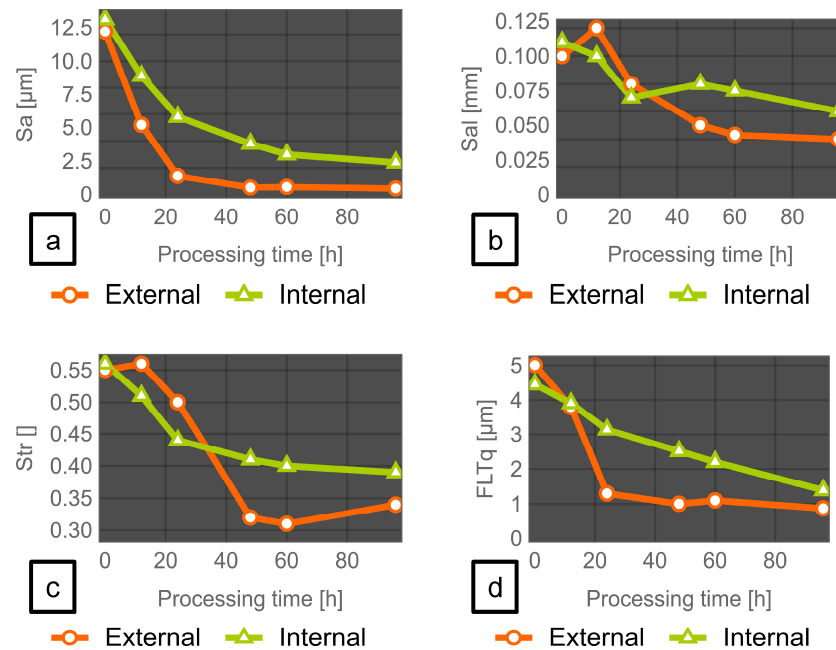 12.5
10.0
7.5
5.0
2.5
0
Sa [µm]
0 20 40 60 80
a
Processing time [h]
External Internal
0.125
0.100
0.075
0.050
0.025
0
Sal [mm]
0 20 40 60 80
b
Processing time [h]
External Internal
0.55
0.50
0.45
0.40
0.35
0.30
Str []
0 20 40 60 80
c
Processing time [h]
External Internal
5
4
3
2
1
0
FLTq [µm]
0 20 40 60 80
d
Processing time [h]
External Internal